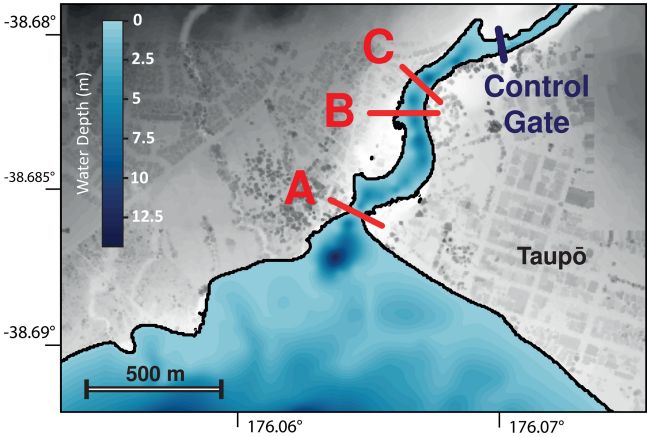 -38.68°
-38.685°
-38.69°
0
2.5
5
7.5
10
12.5
Water Depth (m)
C
B
A
Control
Gate
Taupō
500 m
176.06°
176.07°